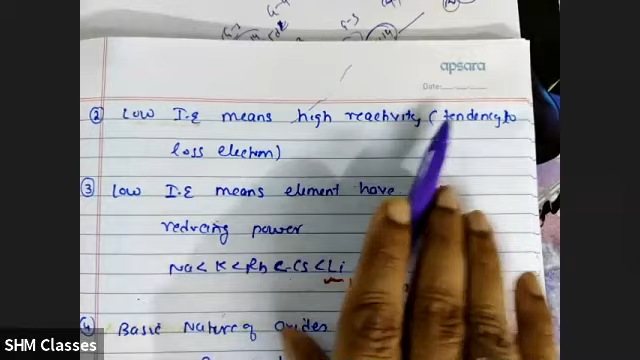 apsara
Date:
② Low I.E means high reactivity (tendency to
loss electron)
③ Low I.E means element have
reducing power
Na < K < Rb < Cs < Li
④ Basic Nature of Oxides
SHM Classes